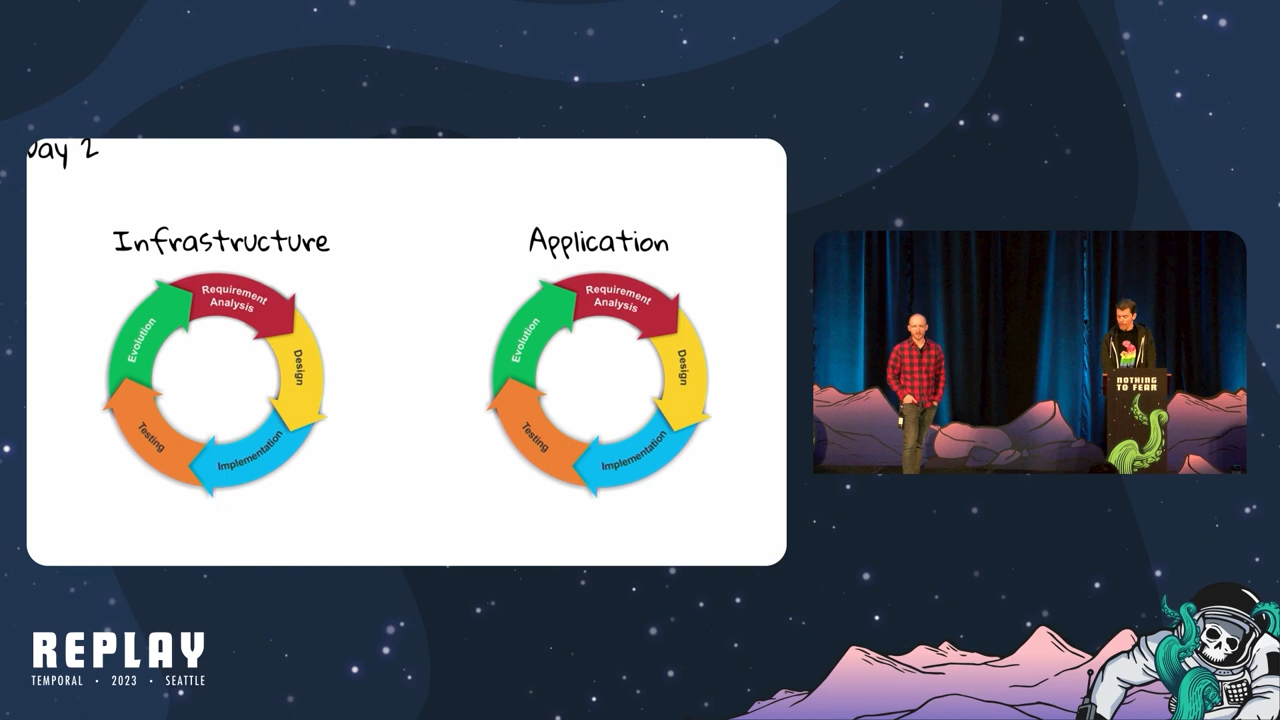 Day 2
Infrastructure
Requirement
Analysis
Design
Implementation
Testing
Evolution
Application
Requirement
Analysis
Design
Implementation
Testing
Evolution
NOTHING
TO FEAR
REPLAY
TEMPORAL • 2023 • SEATTLE